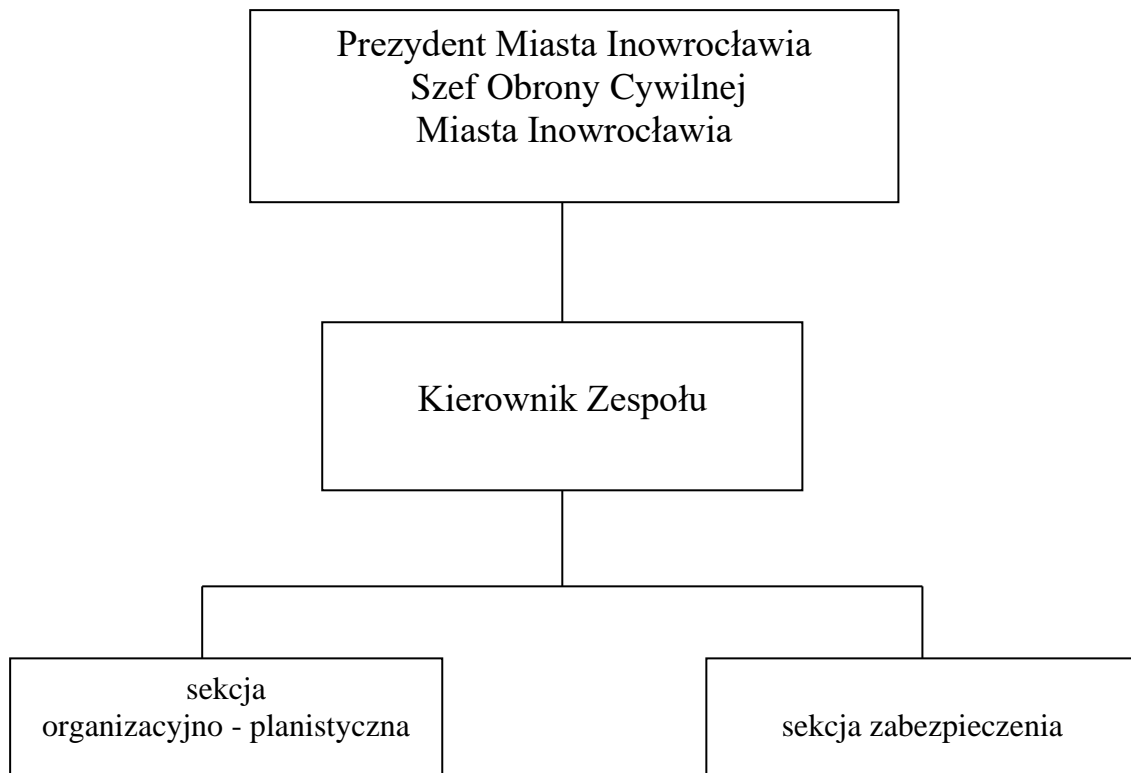 Prezydent Miasta Inowrocławia
Szef Obrony Cywilnej
Miasta Inowrocławia
Kierownik Zespołu
sekcja
organizacyjno - planistyczna
sekcja zabezpieczenia